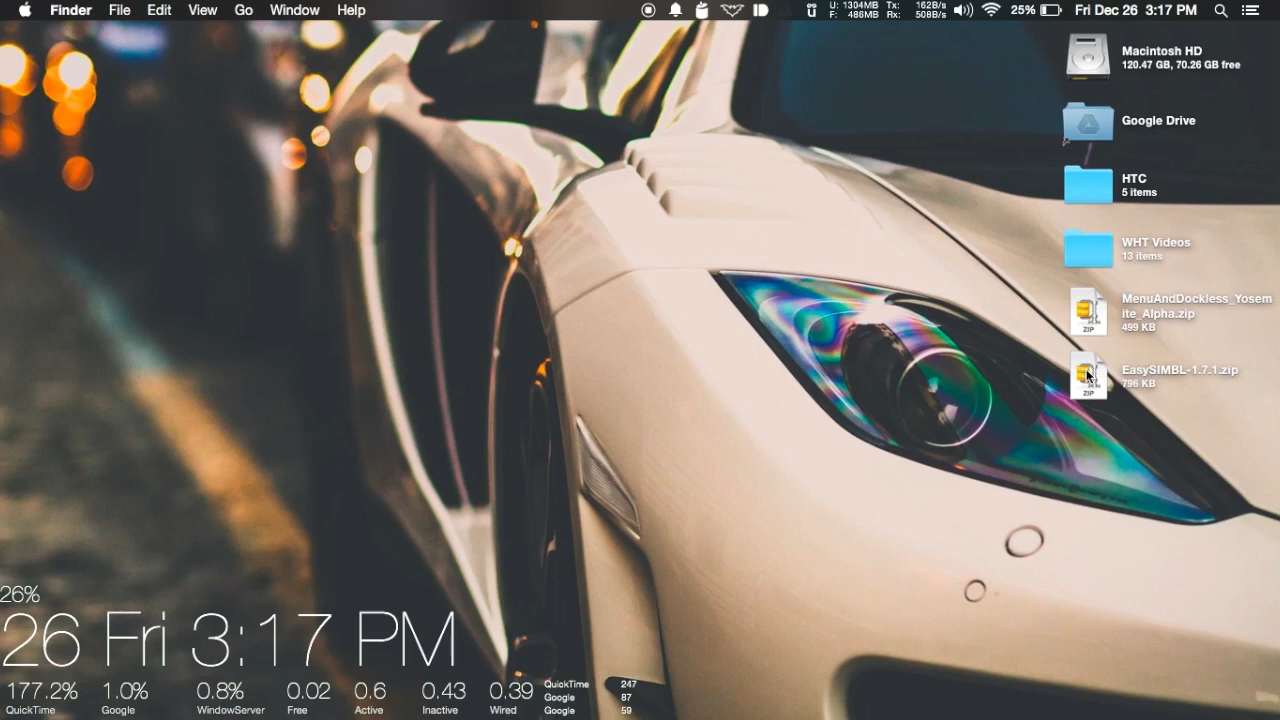 Finder File Edit View Go Window Help
U: 1304MB Tx: 162B/s
F: 486MB Rx: 508B/s
25% Fri Dec 26 3:17 PM
Macintosh HD
120.47 GB, 70.26 GB free
Google Drive
HTC
5 items
WHT Videos
13 items
MenuAndDockless_Yosem
ite_Alpha.zip
499 KB
ZIP
EasySIMBL-1.7.1.zip
796 KB
ZIP
26%
26 Fri 3:17 PM
177.2% 1.0% 0.8% 0.02 0.6 0.43 0.39
QuickTime Google WindowServer Free Active Inactive Wired
QuickTime 247
Google 87
Google 59